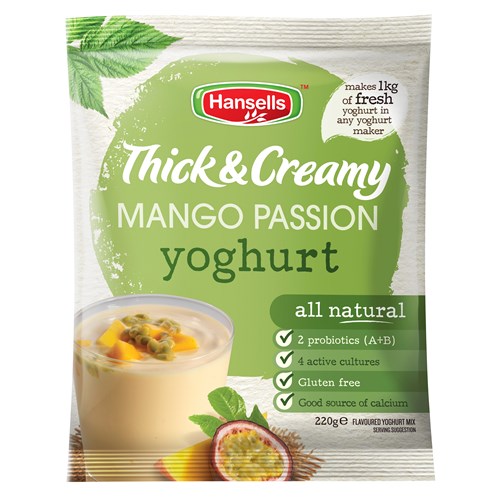 Hansells
™
makes 1kg
of fresh
yoghurt in
any yoghurt
maker
Thick & Creamy
MANGO PASSION
yoghurt
all natural
2 probiotics (A+B)
4 active cultures
Gluten free
Good source of calcium
220g ℮ FLAVOURED YOGHURT MIX
SERVING SUGGESTION